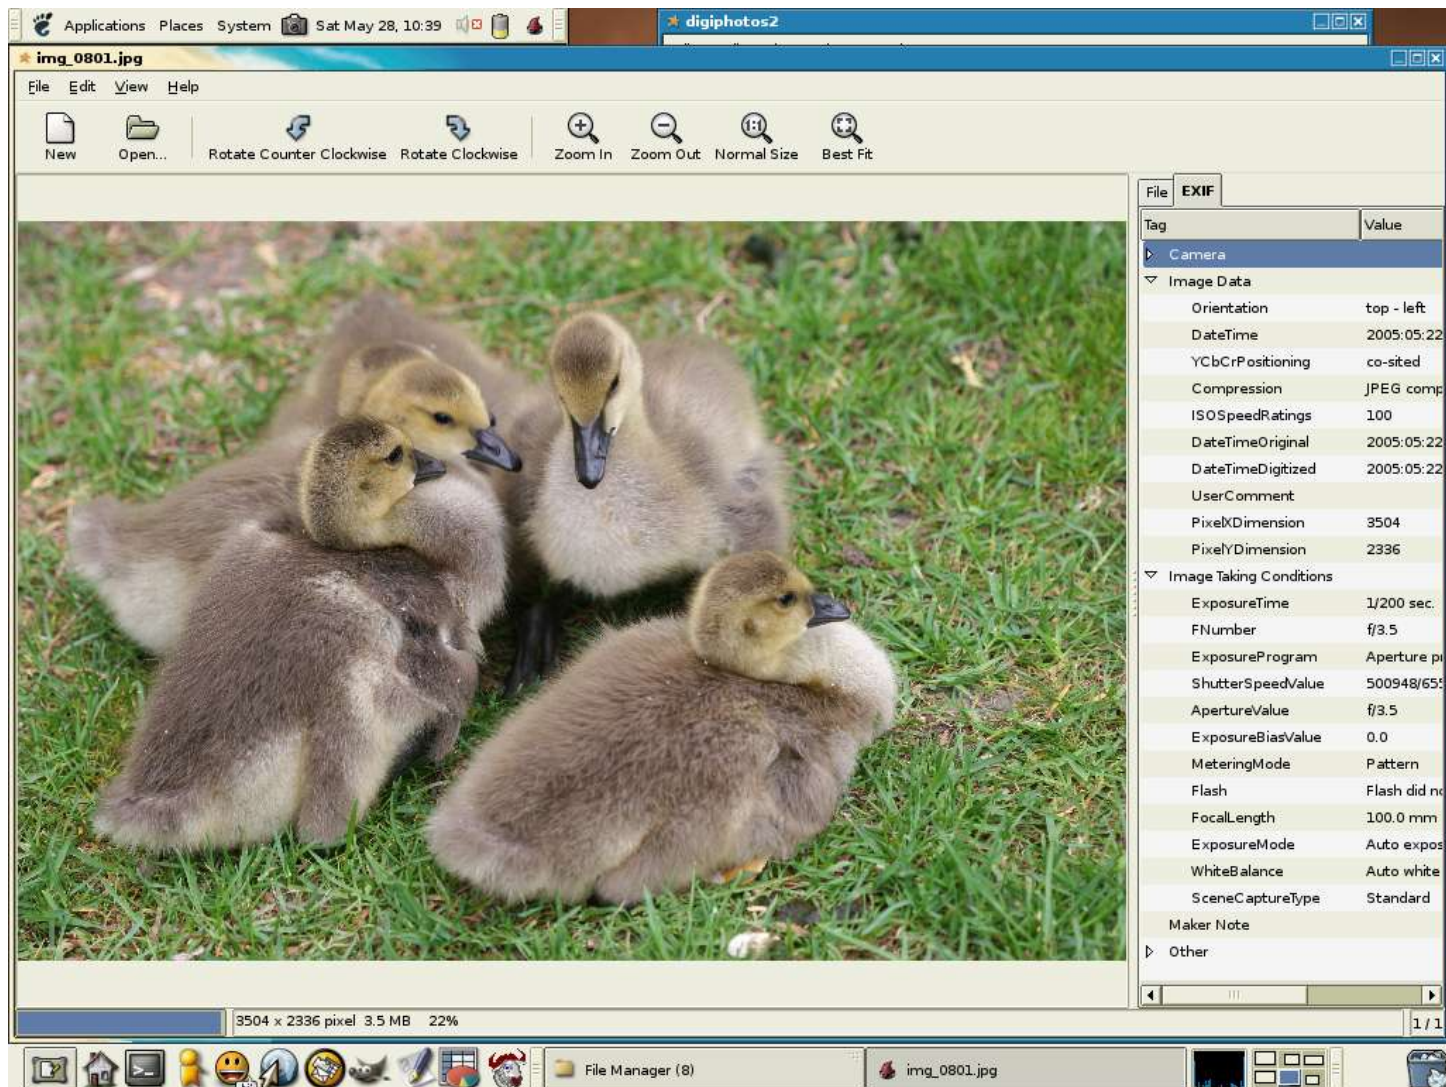 Applications Places System Sat May 28, 10:39
digiphotos2
img_0801.jpg
File Edit View Help
New Open... Rotate Counter Clockwise Rotate Clockwise Zoom In Zoom Out Normal Size Best Fit
File EXIF
Tag Value
Camera
Image Data
Orientation top - left
DateTime 2005:05:22
YCbCrPositioning co-sited
Compression JPEG comp
ISOSpeedRatings 100
DateTimeOriginal 2005:05:22
DateTimeDigitized 2005:05:22
UserComment
PixelXDimension 3504
PixelYDimension 2336
Image Taking Conditions
ExposureTime 1/200 sec.
FNumber f/3.5
ExposureProgram Aperture pr
ShutterSpeedValue 500948/655
ApertureValue f/3.5
ExposureBiasValue 0.0
MeteringMode Pattern
Flash Flash did no
FocalLength 100.0 mm
ExposureMode Auto expos
WhiteBalance Auto white
SceneCaptureType Standard
Maker Note
Other
3504 x 2336 pixel 3.5 MB 22%
1 / 1
File Manager (8) img_0801.jpg